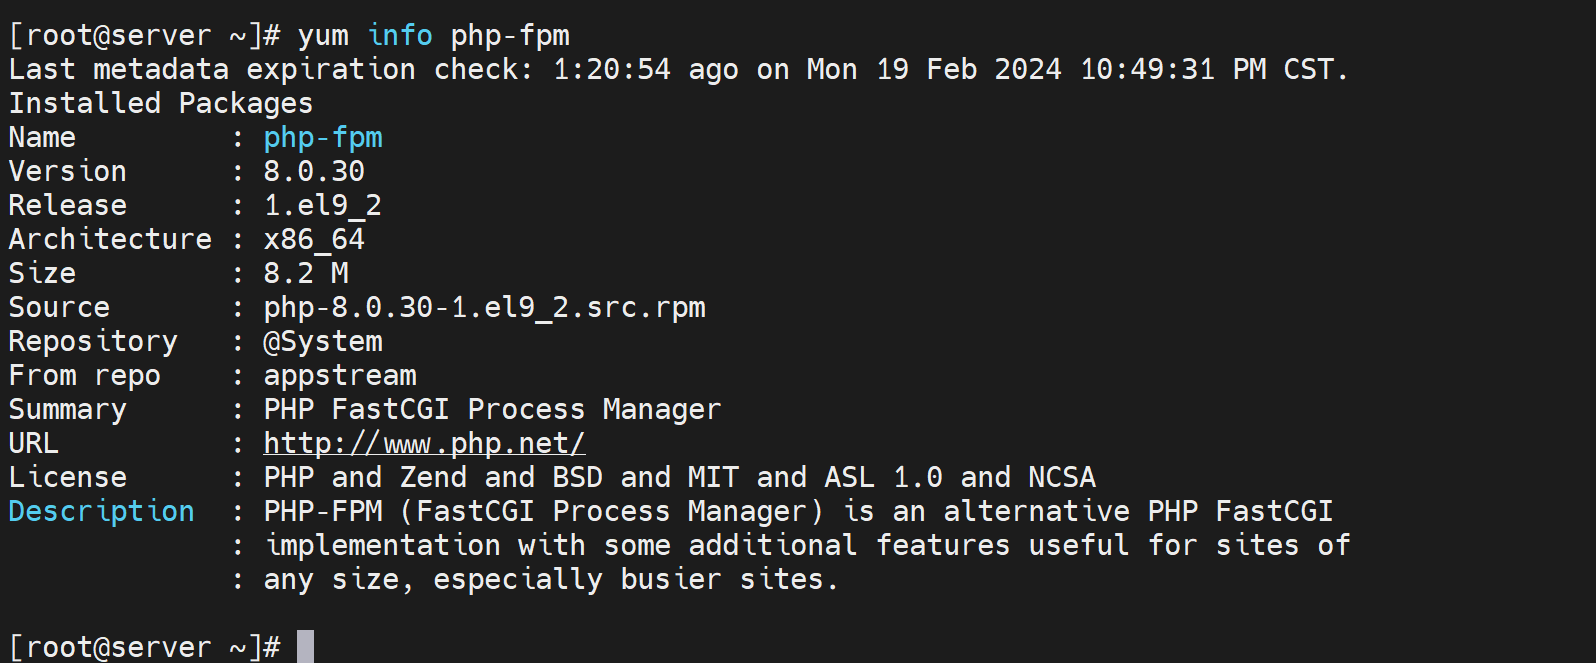 [root@server ~]# yum info php-fpm
Last metadata expiration check: 1:20:54 ago on Mon 19 Feb 2024 10:49:31 PM CST.
Installed Packages
Name         : php-fpm
Version      : 8.0.30
Release      : 1.el9_2
Architecture : x86_64
Size         : 8.2 M
Source       : php-8.0.30-1.el9_2.src.rpm
Repository   : @System
From repo    : appstream
Summary      : PHP FastCGI Process Manager
URL          : http://www.php.net/
License      : PHP and Zend and BSD and MIT and ASL 1.0 and NCSA
Description  : PHP-FPM (FastCGI Process Manager) is an alternative PHP FastCGI
             : implementation with some additional features useful for sites of
             : any size, especially busier sites.
[root@server ~]#